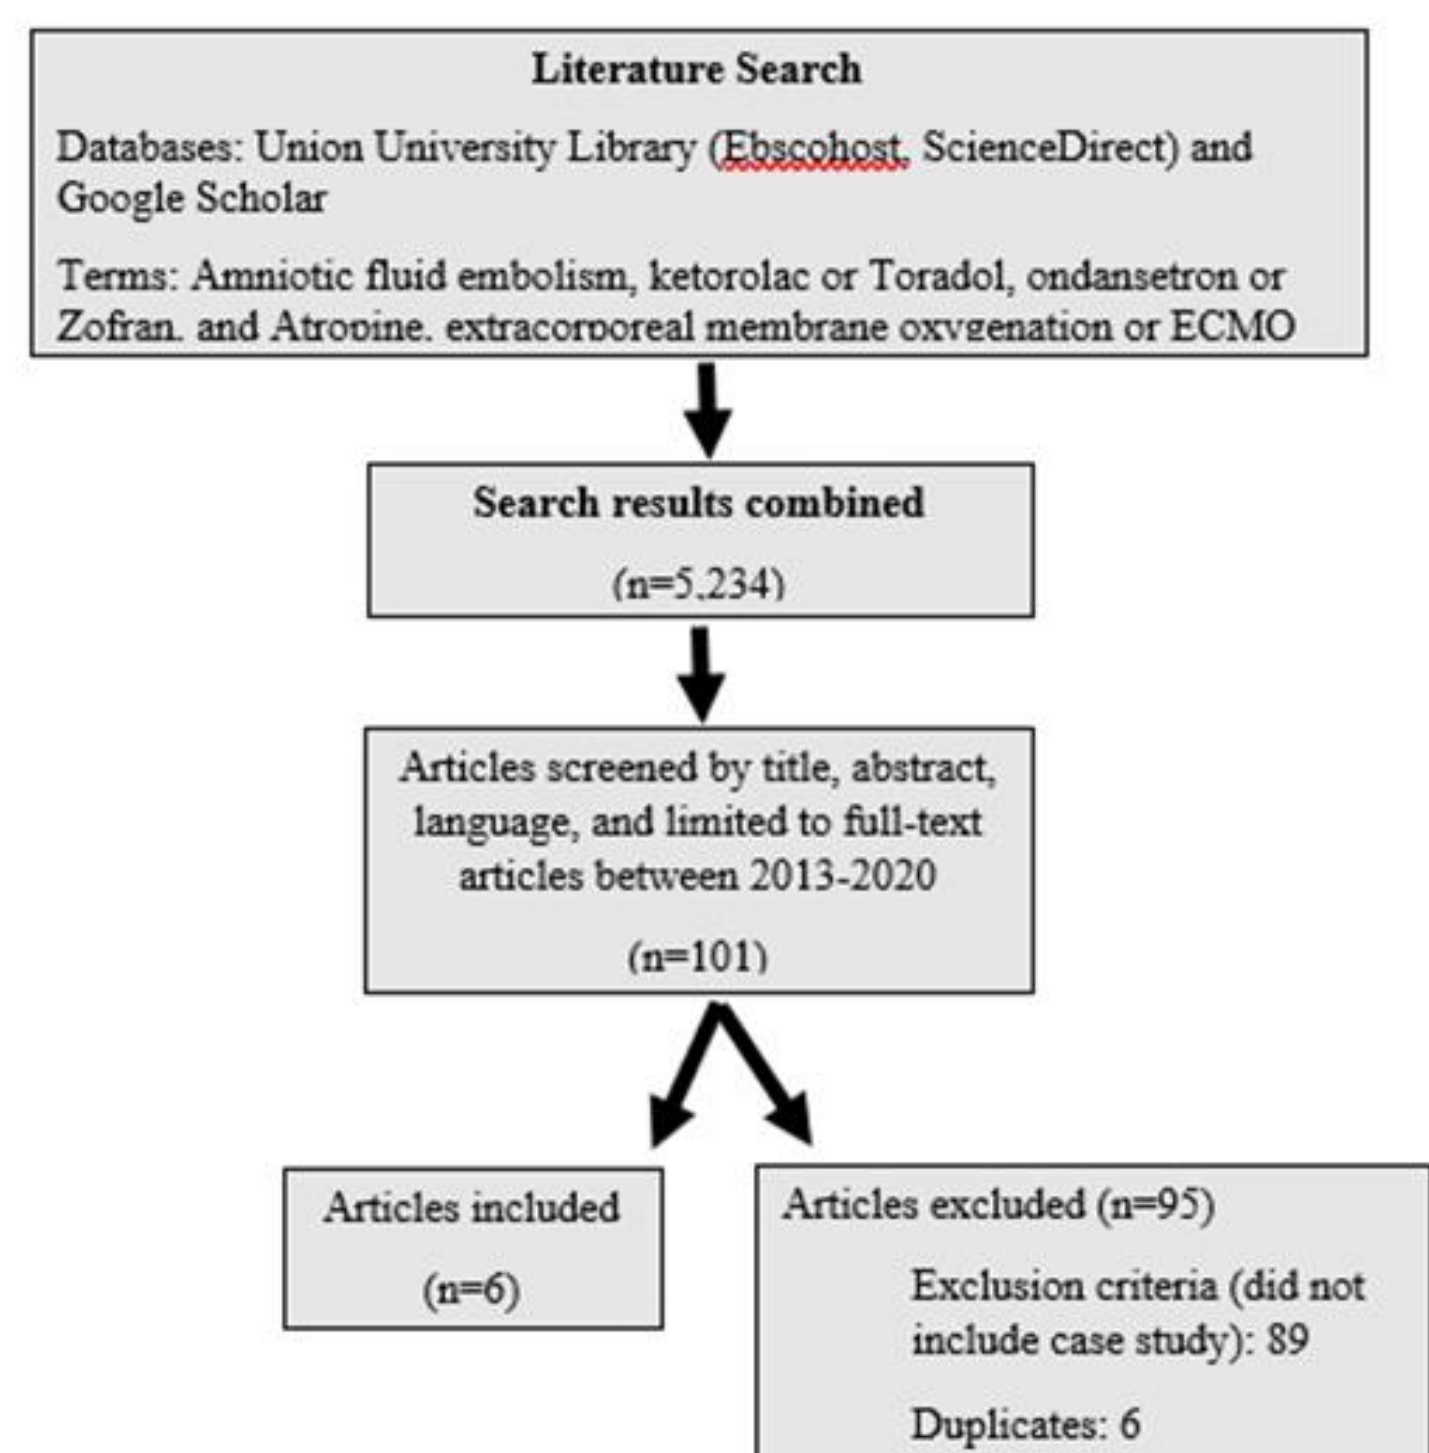 Literature Search
Databases: Union University Library (Ebscohost, ScienceDirect) and
Google Scholar
Terms: Amniotic fluid embolism, ketorolac or Toradol, ondansetron or
Zofran, and Atropine, extracorporeal membrane oxygenation or ECMO
Search results combined
(n=5,234)
Articles screened by title, abstract,
language, and limited to full-text
articles between 2013-2020
(n=101)
Articles included
(n=6)
Articles excluded (n=95)
Exclusion criteria (did not
include case study): 89
Duplicates: 6